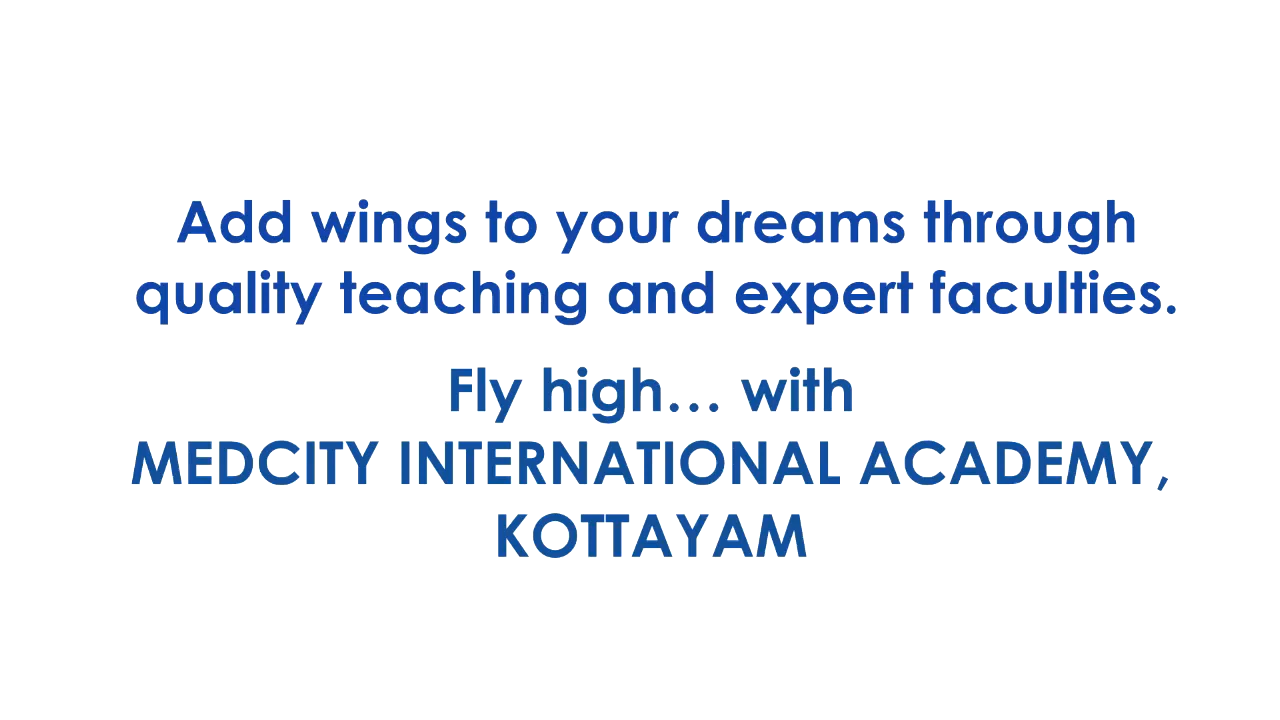 Add wings to your dreams through
quality teaching and expert faculties.
Fly high... with
MEDCITY INTERNATIONAL ACADEMY,
KOTTAYAM